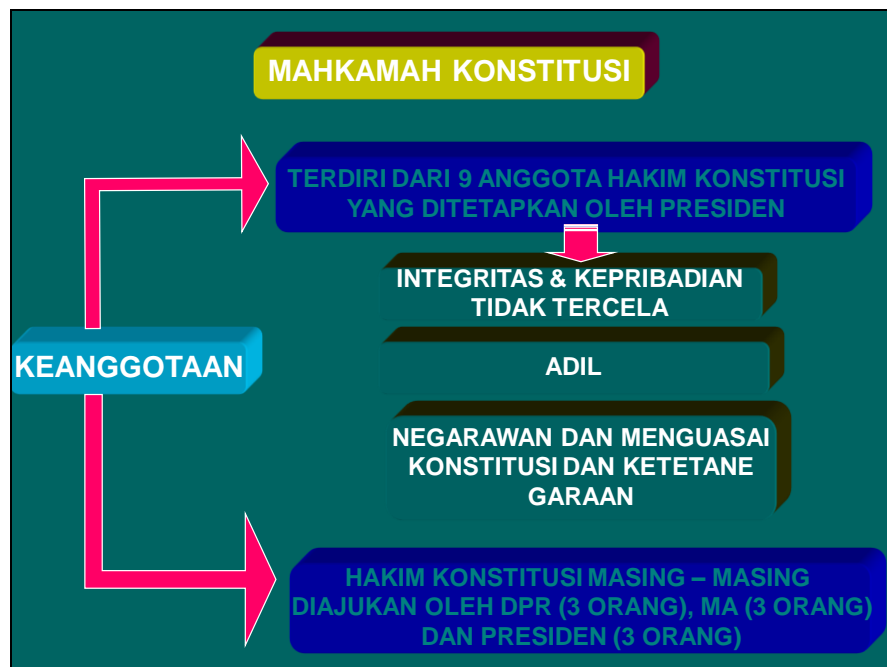 MAHKAMAH KONSTITUSI
TERDIRI DARI 9 ANGGOTA HAKIM KONSTITUSI
YANG DITETAPKAN OLEH PRESIDEN
INTEGRITAS & KEPRIBADIAN
TIDAK TERCELA
KEANGGOTAAN
ADIL
NEGARAWAN DAN MENGUASAI
KONSTITUSI DAN KETETANE
GARAAN
HAKIM KONSTITUSI MASING – MASING
DIAJUKAN OLEH DPR (3 ORANG), MA (3 ORANG)
DAN PRESIDEN (3 ORANG)